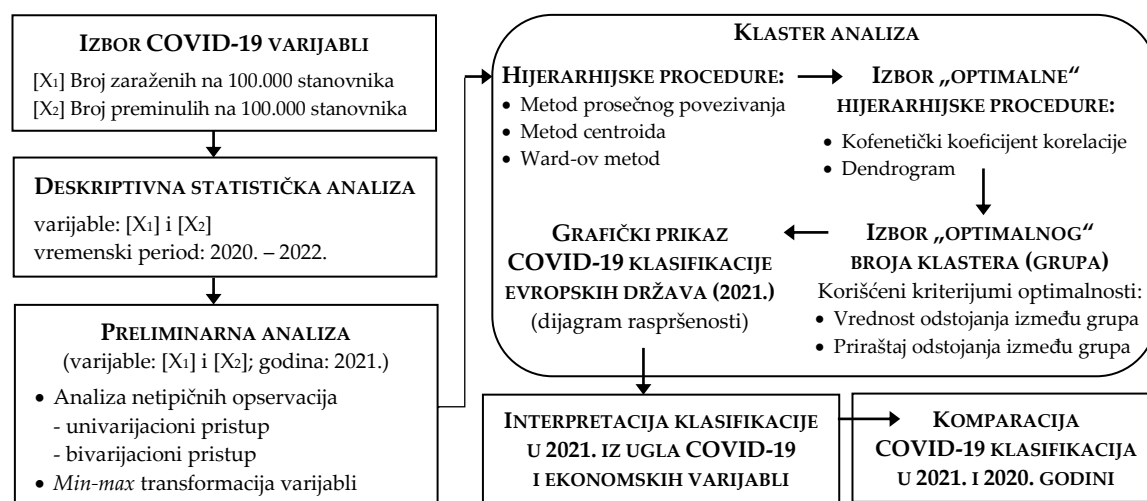 IZBOR COVID-19 VARIJABLI
[X₁] Broj zaraženih na 100.000 stanovnika
[X₂] Broj preminulih na 100.000 stanovnika
DESKRIPTIVNA STATISTIČKA ANALIZA
varijable: [X₁] i [X₂]
vremenski period: 2020. – 2022.
PRELIMINARNA ANALIZA
(varijable: [X₁] i [X₂]; godina: 2021.)
• Analiza netipičnih opservacija
- univarijacioni pristup
- bivarijacioni pristup
• Min-max transformacija varijabli
KLASTER ANALIZA
HIJERARHIJSKE PROCEDURE:
• Metod prosečnog povezivanja
• Metod centroida
• Ward-ov metod
IZBOR „OPTIMALNE“
HIJERARHIJSKE PROCEDURE:
• Kofenetički koeficijent korelacije
• Dendrogram
IZBOR „OPTIMALNOG“
BROJA KLASTERA (GRUPA)
Korišćeni kriterijumi optimalnosti:
• Vrednost odstojanja između grupa
• Priraštaj odstojanja između grupa
GRAFIČKI PRIKAZ
COVID-19 KLASIFIKACIJE
EVROPSKIH DRŽAVA (2021.)
(dijagram raspršenosti)
INTERPRETACIJA KLASIFIKACIJE
U 2021. IZ UGLA COVID-19
I EKONOMSKIH VARIJABLI
KOMPARACIJA
COVID-19 KLASIFIKACIJA
U 2021. I 2020. GODINI